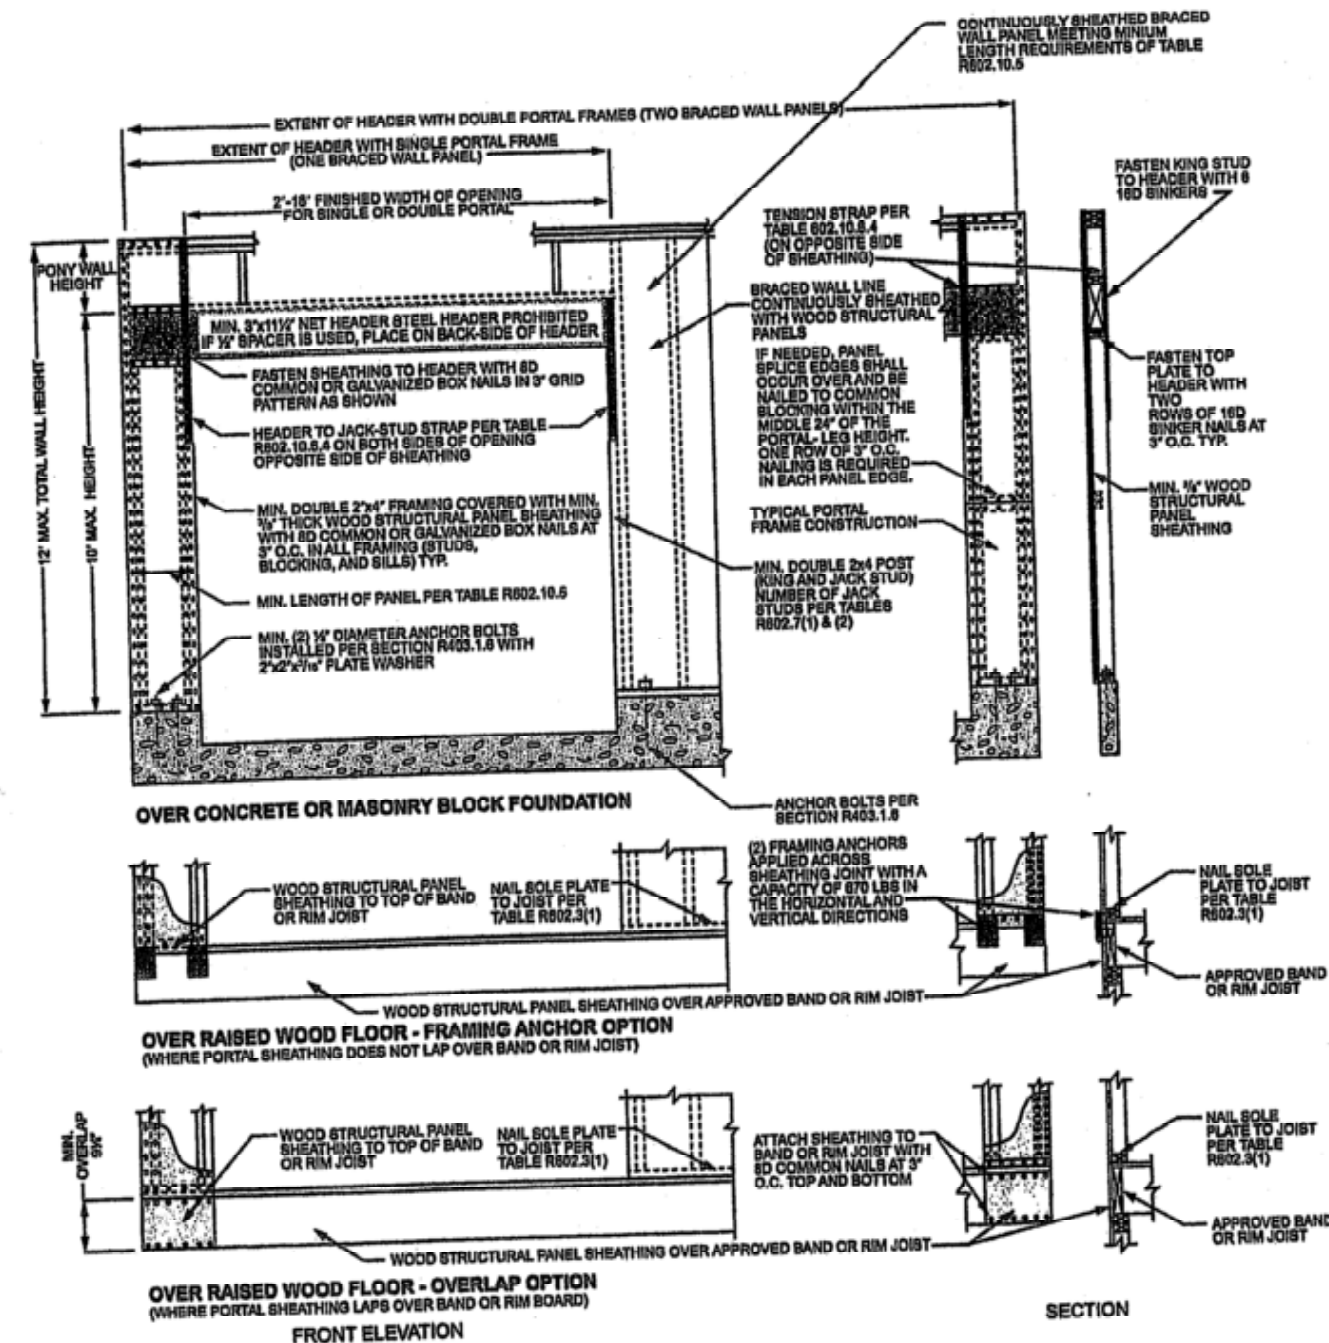 CONTINUOUSLY SHEATHED BRACED
WALL PANEL MEETING MINIUM
LENGTH REQUIREMENTS OF TABLE
R602.10.5
EXTENT OF HEADER WITH DOUBLE PORTAL FRAMES (TWO BRACED WALL PANELS)
EXTENT OF HEADER WITH SINGLE PORTAL FRAME
(ONE BRACED WALL PANEL)
2'-18' FINISHED WIDTH OF OPENING
FOR SINGLE OR DOUBLE PORTAL
FASTEN KING STUD
TO HEADER WITH 6
16D SINKERS
TENSION STRAP PER
TABLE 602.10.6.4
(ON OPPOSITE SIDE
OF SHEATHING)
PONY WALL
HEIGHT
12' MAX. TOTAL WALL HEIGHT
10' MAX. HEIGHT
MIN. 3"x11¼" NET HEADER STEEL HEADER PROHIBITED
IF ½" SPACER IS USED, PLACE ON BACK-SIDE OF HEADER
BRACED WALL LINE
CONTINUOUSLY SHEATHED
WITH WOOD STRUCTURAL
PANELS
FASTEN SHEATHING TO HEADER WITH 8D
COMMON OR GALVANIZED BOX NAILS IN 3" GRID
PATTERN AS SHOWN
HEADER TO JACK-STUD STRAP PER TABLE
R602.10.6.4 ON BOTH SIDES OF OPENING
OPPOSITE SIDE OF SHEATHING
IF NEEDED, PANEL
SPLICE EDGES SHALL
OCCUR OVER AND BE
NAILED TO COMMON
BLOCKING WITHIN THE
MIDDLE 24" OF THE
PORTAL- LEG HEIGHT.
ONE ROW OF 3" O.C.
NAILING IS REQUIRED
IN EACH PANEL EDGE.
FASTEN TOP
PLATE TO
HEADER WITH
TWO
ROWS OF 16D
SINKER NAILS AT
3" O.C. TYP.
MIN. DOUBLE 2"x4" FRAMING COVERED WITH MIN.
⅜" THICK WOOD STRUCTURAL PANEL SHEATHING
WITH 8D COMMON OR GALVANIZED BOX NAILS AT
3" O.C. IN ALL FRAMING (STUDS,
BLOCKING, AND SILLS) TYP.
TYPICAL PORTAL
FRAME CONSTRUCTION
MIN. ⅜" WOOD
STRUCTURAL
PANEL
SHEATHING
MIN. LENGTH OF PANEL PER TABLE R602.10.5
MIN. DOUBLE 2x4 POST
(KING AND JACK STUD)
NUMBER OF JACK
STUDS PER TABLES
R602.7(1) & (2)
MIN. (2) ½" DIAMETER ANCHOR BOLTS
INSTALLED PER SECTION R403.1.6 WITH
2"x2"x³/₁₆" PLATE WASHER
OVER CONCRETE OR MASONRY BLOCK FOUNDATION
ANCHOR BOLTS PER
SECTION R403.1.6
WOOD STRUCTURAL PANEL
SHEATHING TO TOP OF BAND
OR RIM JOIST
NAIL SOLE PLATE
TO JOIST PER
TABLE R602.3(1)
(2) FRAMING ANCHORS
APPLIED ACROSS
SHEATHING JOINT WITH A
CAPACITY OF 670 LBS IN
THE HORIZONTAL AND
VERTICAL DIRECTIONS
NAIL SOLE
PLATE TO JOIST
PER TABLE
R602.3(1)
APPROVED BAND
OR RIM JOIST
WOOD STRUCTURAL PANEL SHEATHING OVER APPROVED BAND OR RIM JOIST
OVER RAISED WOOD FLOOR - FRAMING ANCHOR OPTION
(WHERE PORTAL SHEATHING DOES NOT LAP OVER BAND OR RIM JOIST)
MIN.
OVERLAP
9¼"
WOOD STRUCTURAL PANEL
SHEATHING TO TOP OF BAND
OR RIM JOIST
NAIL SOLE PLATE
TO JOIST PER
TABLE R602.3(1)
ATTACH SHEATHING TO
BAND OR RIM JOIST WITH
8D COMMON NAILS AT 3"
O.C. TOP AND BOTTOM
NAIL SOLE
PLATE TO JOIST
PER TABLE
R602.3(1)
APPROVED BAND
OR RIM JOIST
WOOD STRUCTURAL PANEL SHEATHING OVER APPROVED BAND OR RIM JOIST
OVER RAISED WOOD FLOOR - OVERLAP OPTION
(WHERE PORTAL SHEATHING LAPS OVER BAND OR RIM BOARD)
FRONT ELEVATION
SECTION